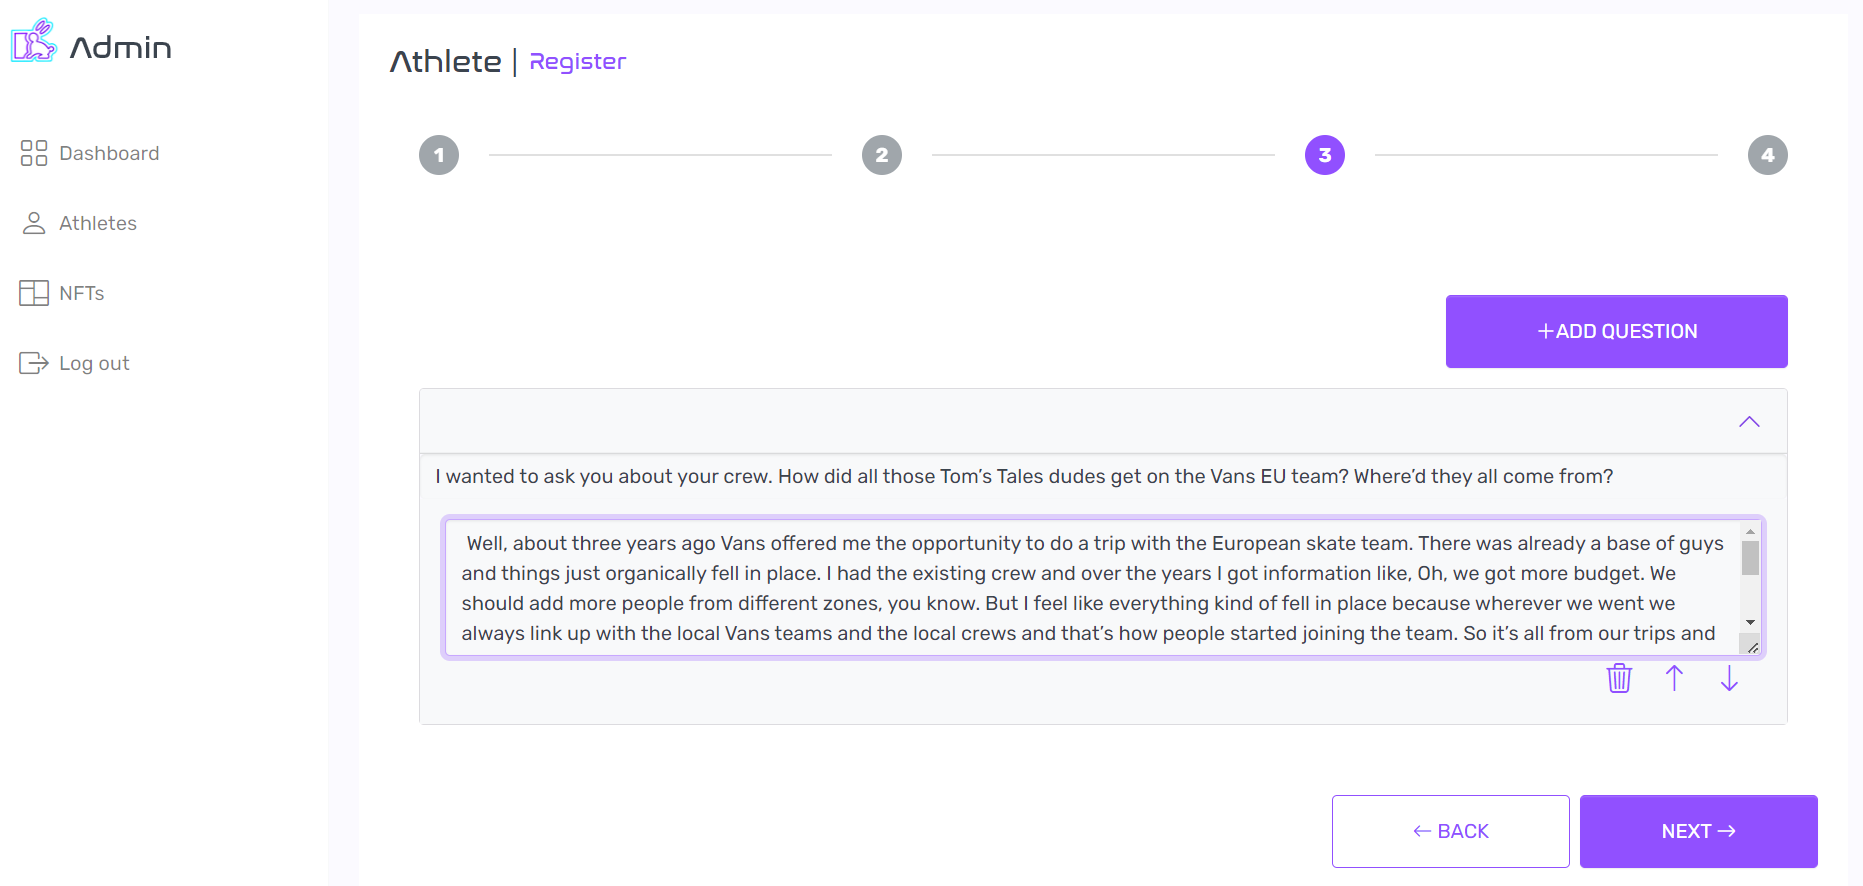 Admin
Dashboard
Athletes
NFTs
Log out
Athlete | Register
1 2 3 4
+ADD QUESTION
I wanted to ask you about your crew. How did all those Tom’s Tales dudes get on the Vans EU team? Where’d they all come from?
Well, about three years ago Vans offered me the opportunity to do a trip with the European skate team. There was already a base of guys
and things just organically fell in place. I had the existing crew and over the years I got information like, Oh, we got more budget. We
should add more people from different zones, you know. But I feel like everything kind of fell in place because wherever we went we
always link up with the local Vans teams and the local crews and that’s how people started joining the team. So it’s all from our trips and
← BACK
NEXT →